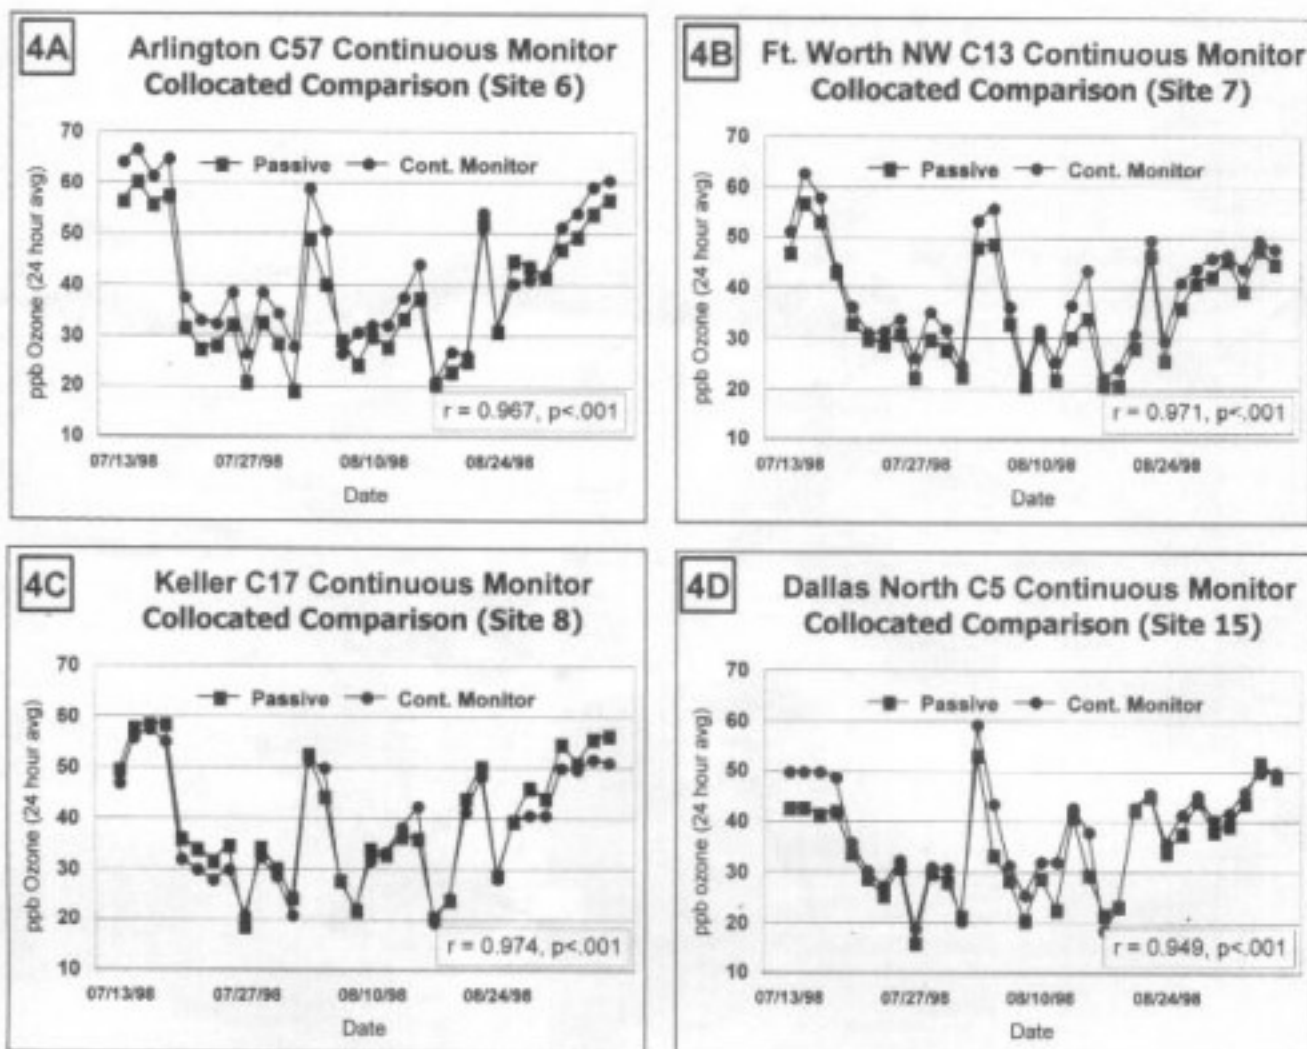 4A
Arlington C57 Continuous Monitor
Collocated Comparison (Site 6)
ppb Ozone (24 hour avg)
70
60
50
40
30
20
10
Passive
Cont. Monitor
r = 0.967, p<.001
07/13/98
07/27/98
08/10/98
08/24/98
Date
4B
Ft. Worth NW C13 Continuous Monitor
Collocated Comparison (Site 7)
ppb Ozone (24 hour avg)
70
60
50
40
30
20
10
Passive
Cont. Monitor
r = 0.971, p<.001
07/13/98
07/27/98
08/10/98
08/24/98
Date
4C
Keller C17 Continuous Monitor
Collocated Comparison (Site 8)
ppb Ozone (24 hour avg)
70
60
50
40
30
20
10
Passive
Cont. Monitor
r = 0.974, p<.001
07/13/98
07/27/98
08/10/98
08/24/98
Date
4D
Dallas North C5 Continuous Monitor
Collocated Comparison (Site 15)
ppb ozone (24 hour avg)
70
60
50
40
30
20
10
Passive
Cont. Monitor
r = 0.949, p<.001
07/13/98
07/27/98
08/10/98
08/24/98
Date